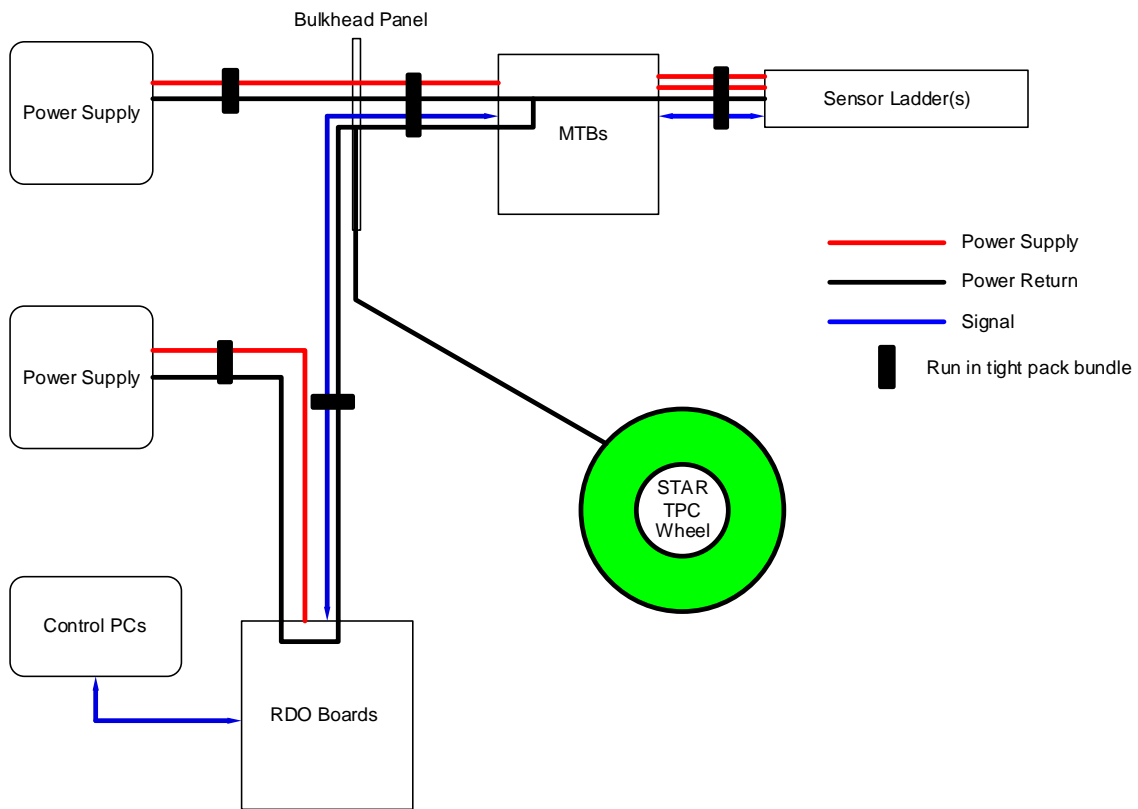 Bulkhead Panel
Power Supply
MTBs
Sensor Ladder(s)
Power Supply
Power Return
Signal
Run in tight pack bundle
Power Supply
STAR
TPC
Wheel
Control PCs
RDO Boards